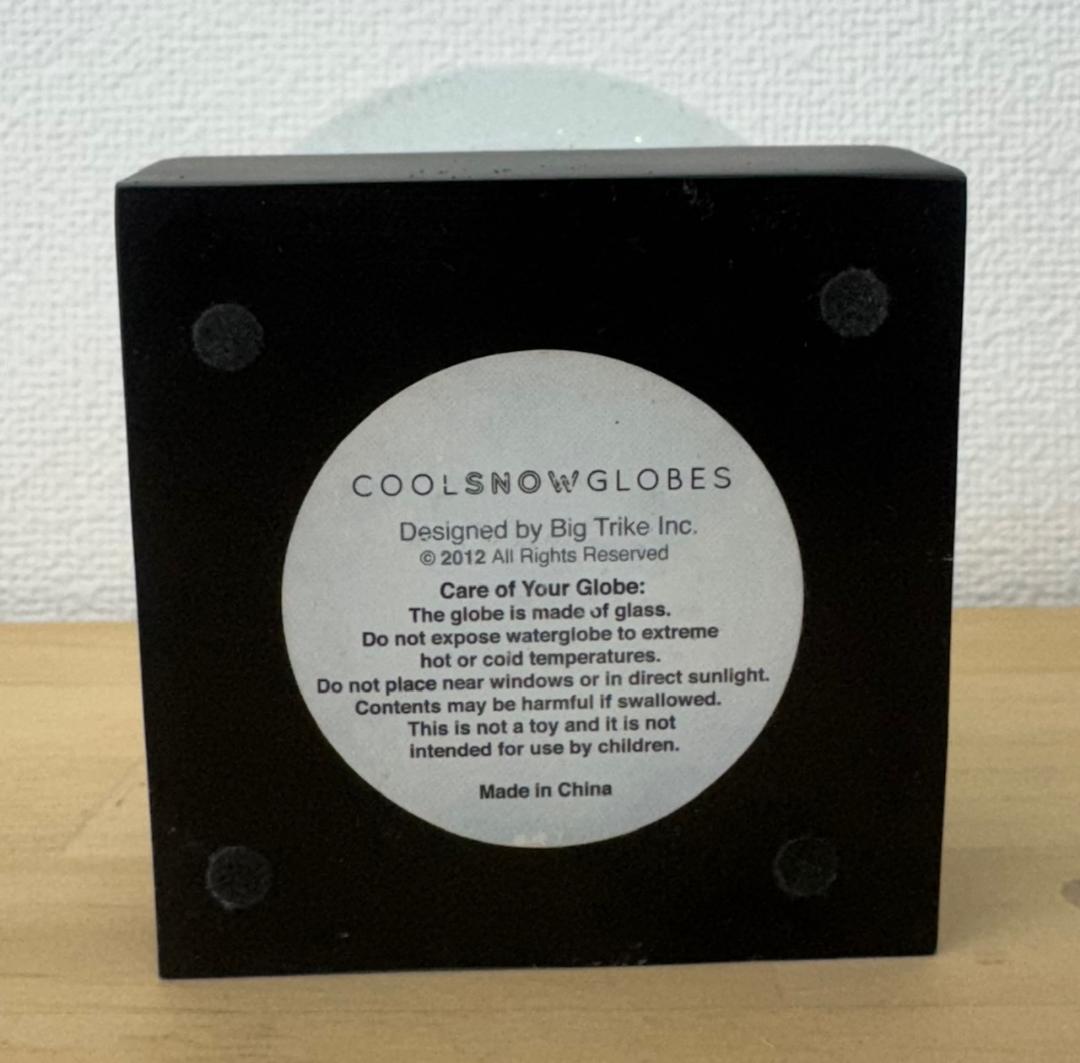 COOLSNOWGLOBES
Designed by Big Trike Inc.
© 2012 All Rights Reserved
Care of Your Globe:
The globe is made of glass.
Do not expose waterglobe to extreme
hot or cold temperatures.
Do not place near windows or in direct sunlight.
Contents may be harmful if swallowed.
This is not a toy and it is not
intended for use by children.
Made in China